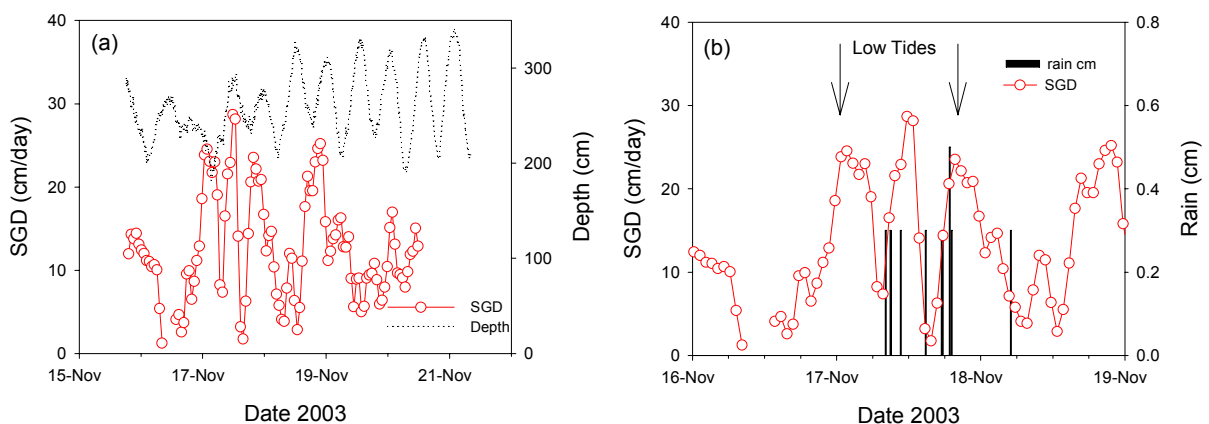 (a)
SGD (cm/day)
40
30
20
10
0
Depth (cm)
300
200
100
0
SGD
Depth
15-Nov 17-Nov 19-Nov 21-Nov
Date 2003
(b)
Low Tides
rain cm
SGD
SGD (cm/day)
40
30
20
10
0
Rain (cm)
0.8
0.6
0.4
0.2
0.0
16-Nov 17-Nov 18-Nov 19-Nov
Date 2003